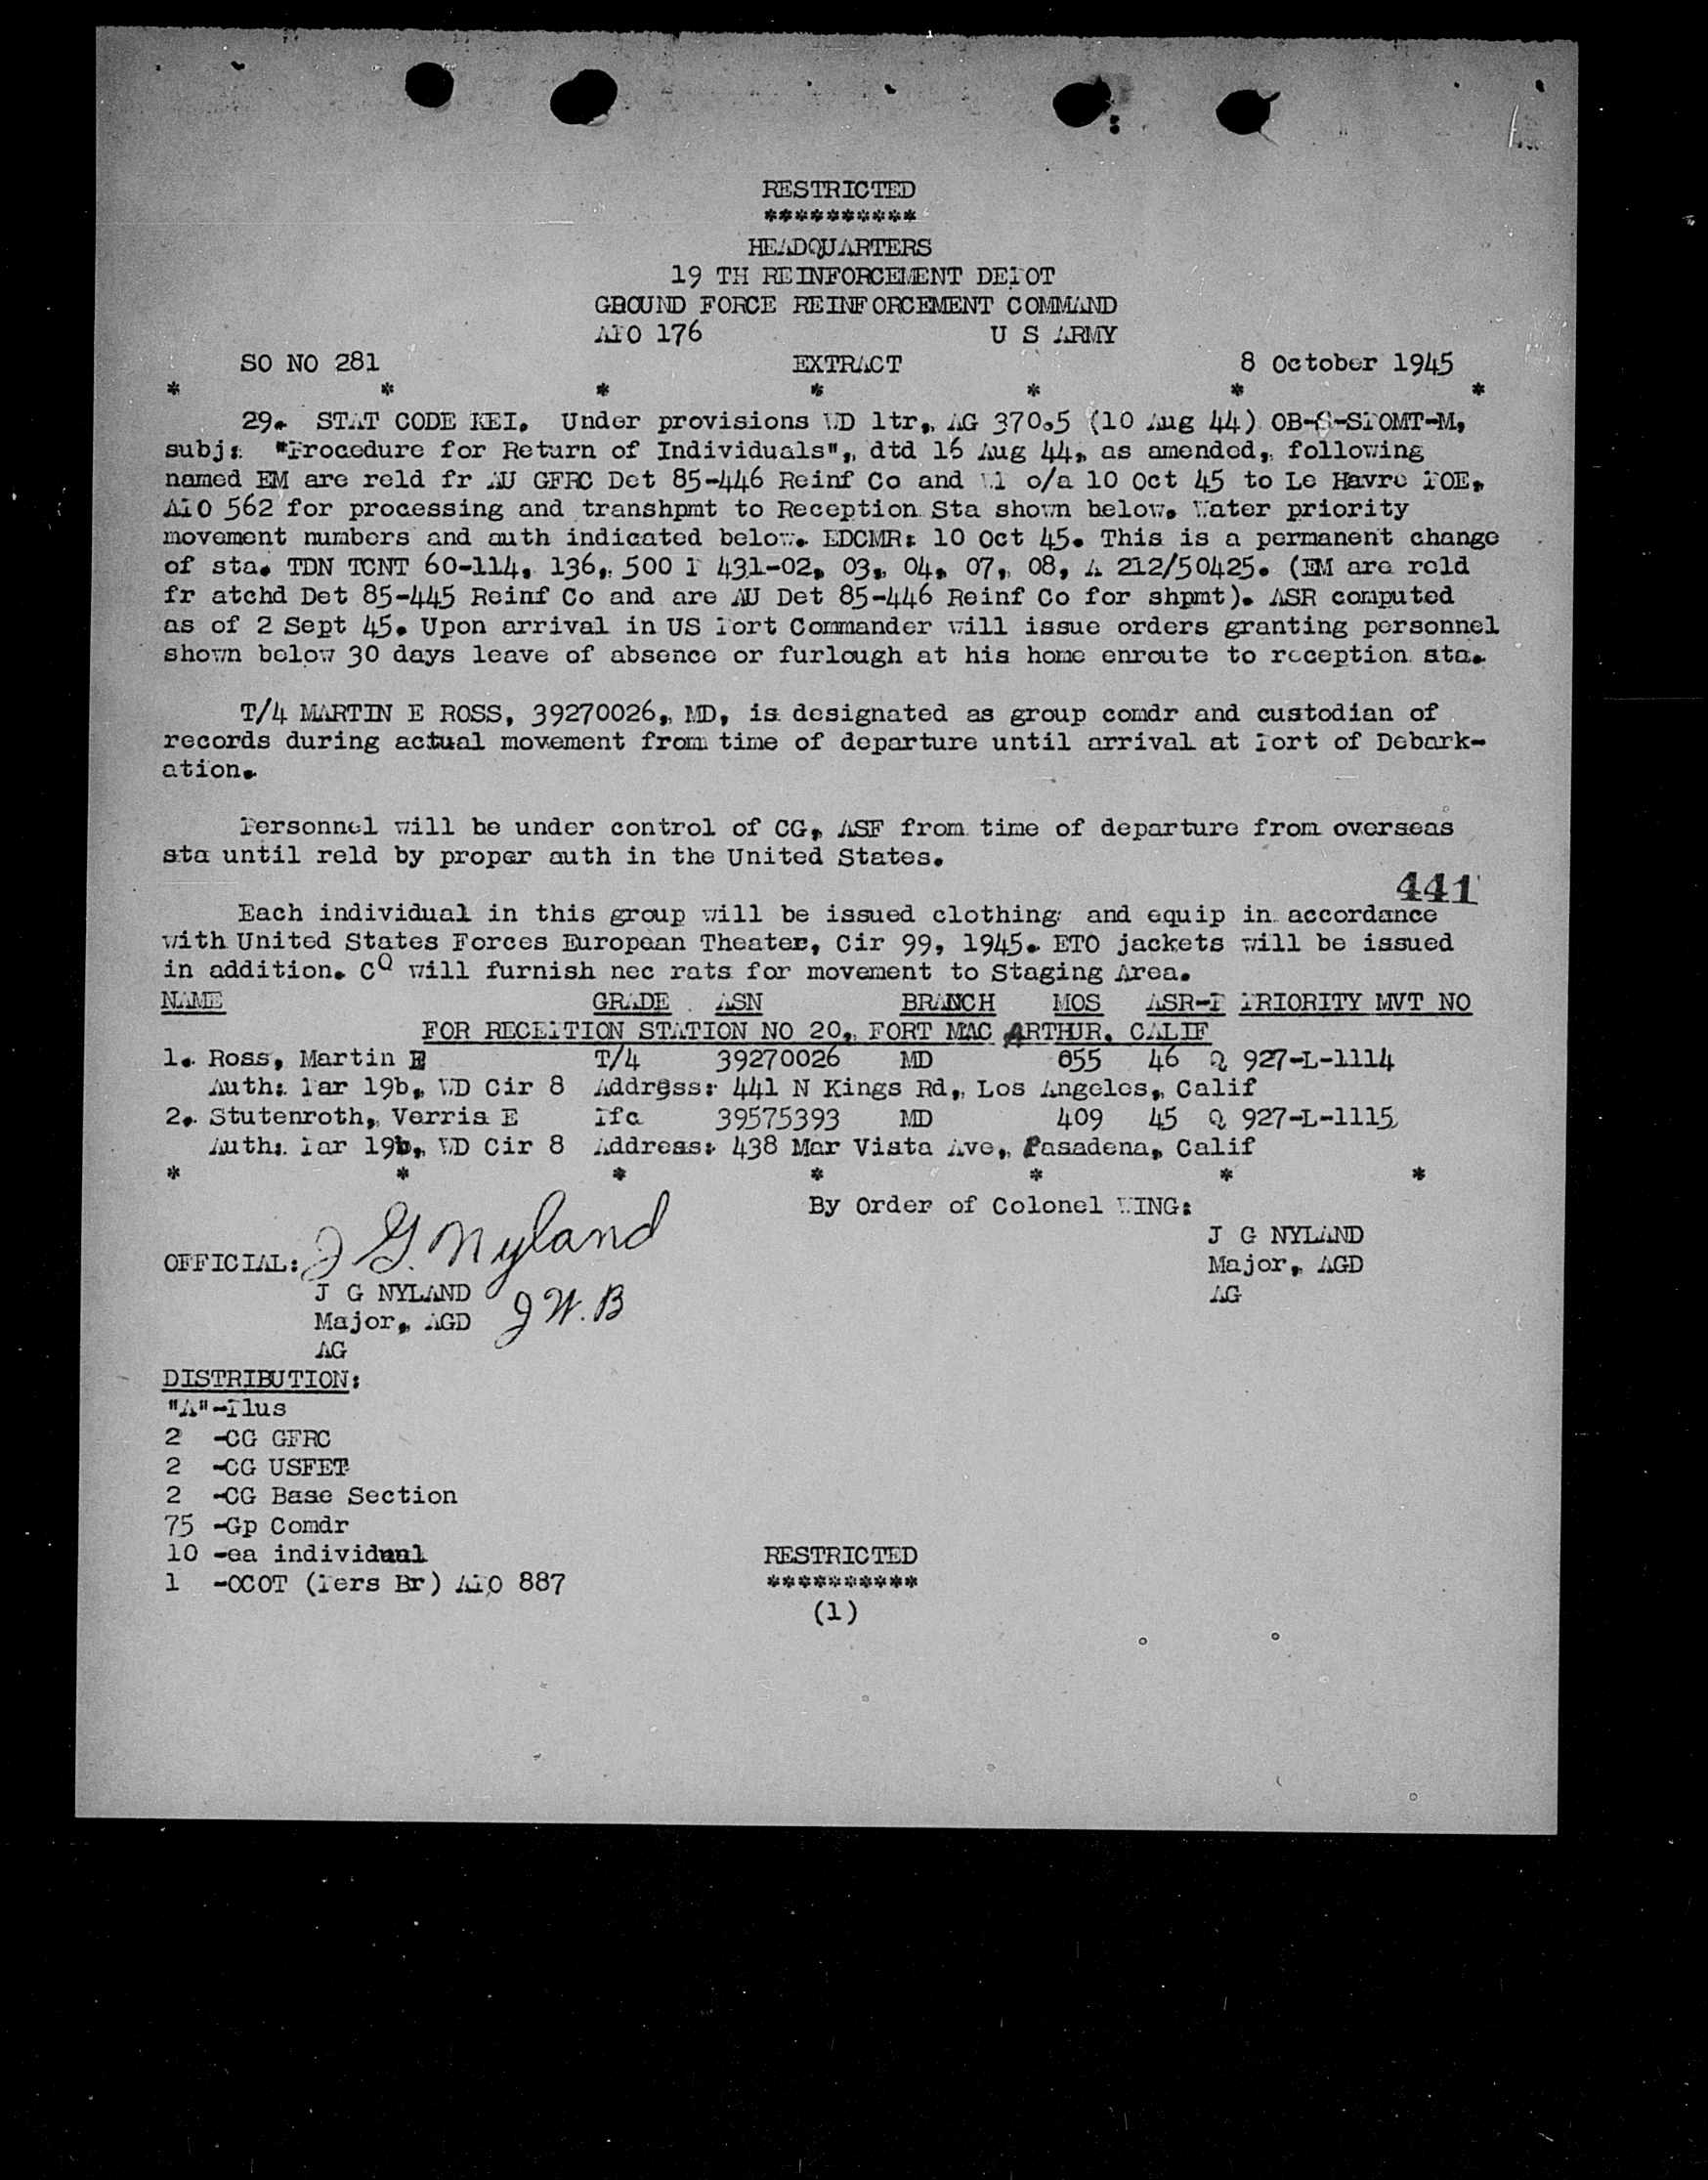 RESTRICTED
**********
HEADQUARTERS
19 TH REINFORCEMENT DEPOT
GROUND FORCE REINFORCEMENT COMMAND
APO 176 U S ARMY
SO NO 281 EXTRACT 8 October 1945
* * * * * * *
29. STAT CODE KEI. Under provisions WD ltr, AG 370.5 (10 Aug 44) OB-S-SPOMT-M,
subj: "Procedure for Return of Individuals", dtd 16 Aug 44, as amended, following
named EM are reld fr AU GFRC Det 85-446 Reinf Co and WP o/a 10 Oct 45 to Le Havre POE,
APO 562 for processing and transhpmt to Reception Sta shown below. Water priority
movement numbers and auth indicated below. EDCMR: 10 Oct 45. This is a permanent change
of sta. TDN TCNT 60-114, 136, 500 P 431-02, 03, 04, 07, 08, A 212/50425. (EM are reld
fr atchd Det 85-445 Reinf Co and are AU Det 85-446 Reinf Co for shpmt). ASR computed
as of 2 Sept 45. Upon arrival in US Port Commander will issue orders granting personnel
shown below 30 days leave of absence or furlough at his home enroute to reception sta.
T/4 MARTIN E ROSS, 39270026, MD, is designated as group comdr and custodian of
records during actual movement from time of departure until arrival at Port of Debark-
ation.
Personnel will be under control of CG, ASF from time of departure from overseas
sta until reld by proper auth in the United States.
441
Each individual in this group will be issued clothing and equip in accordance
with United States Forces European Theater, Cir 99, 1945. ETO jackets will be issued
in addition. CQ will furnish nec rats for movement to Staging Area.
NAME GRADE ASN BRANCH MOS ASR-P PRIORITY MVT NO
FOR RECEPTION STATION NO 20, FORT MAC ARTHUR, CALIF
1. Ross, Martin E T/4 39270026 MD 055 46 Q 927-L-1114
Auth: Par 19b, WD Cir 8 Address: 441 N Kings Rd, Los Angeles, Calif
2. Stutenroth, Verris E Pfc 39575393 MD 409 45 Q 927-L-1115
Auth: Par 19b, WD Cir 8 Address: 438 Mar Vista Ave, Pasadena, Calif
* * * * * * *
By Order of Colonel WING:
J G NYLAND
Major, AGD
AG
OFFICIAL: J G. Nyland
J G NYLAND
Major, AGD J W. B
AG
DISTRIBUTION:
"A"-Plus
2 -CG GFRC
2 -CG USFET
2 -CG Base Section
75 -Gp Comdr
10 -ea individual
1 -OCOT (Pers Br) APO 887
RESTRICTED
**********
(1)